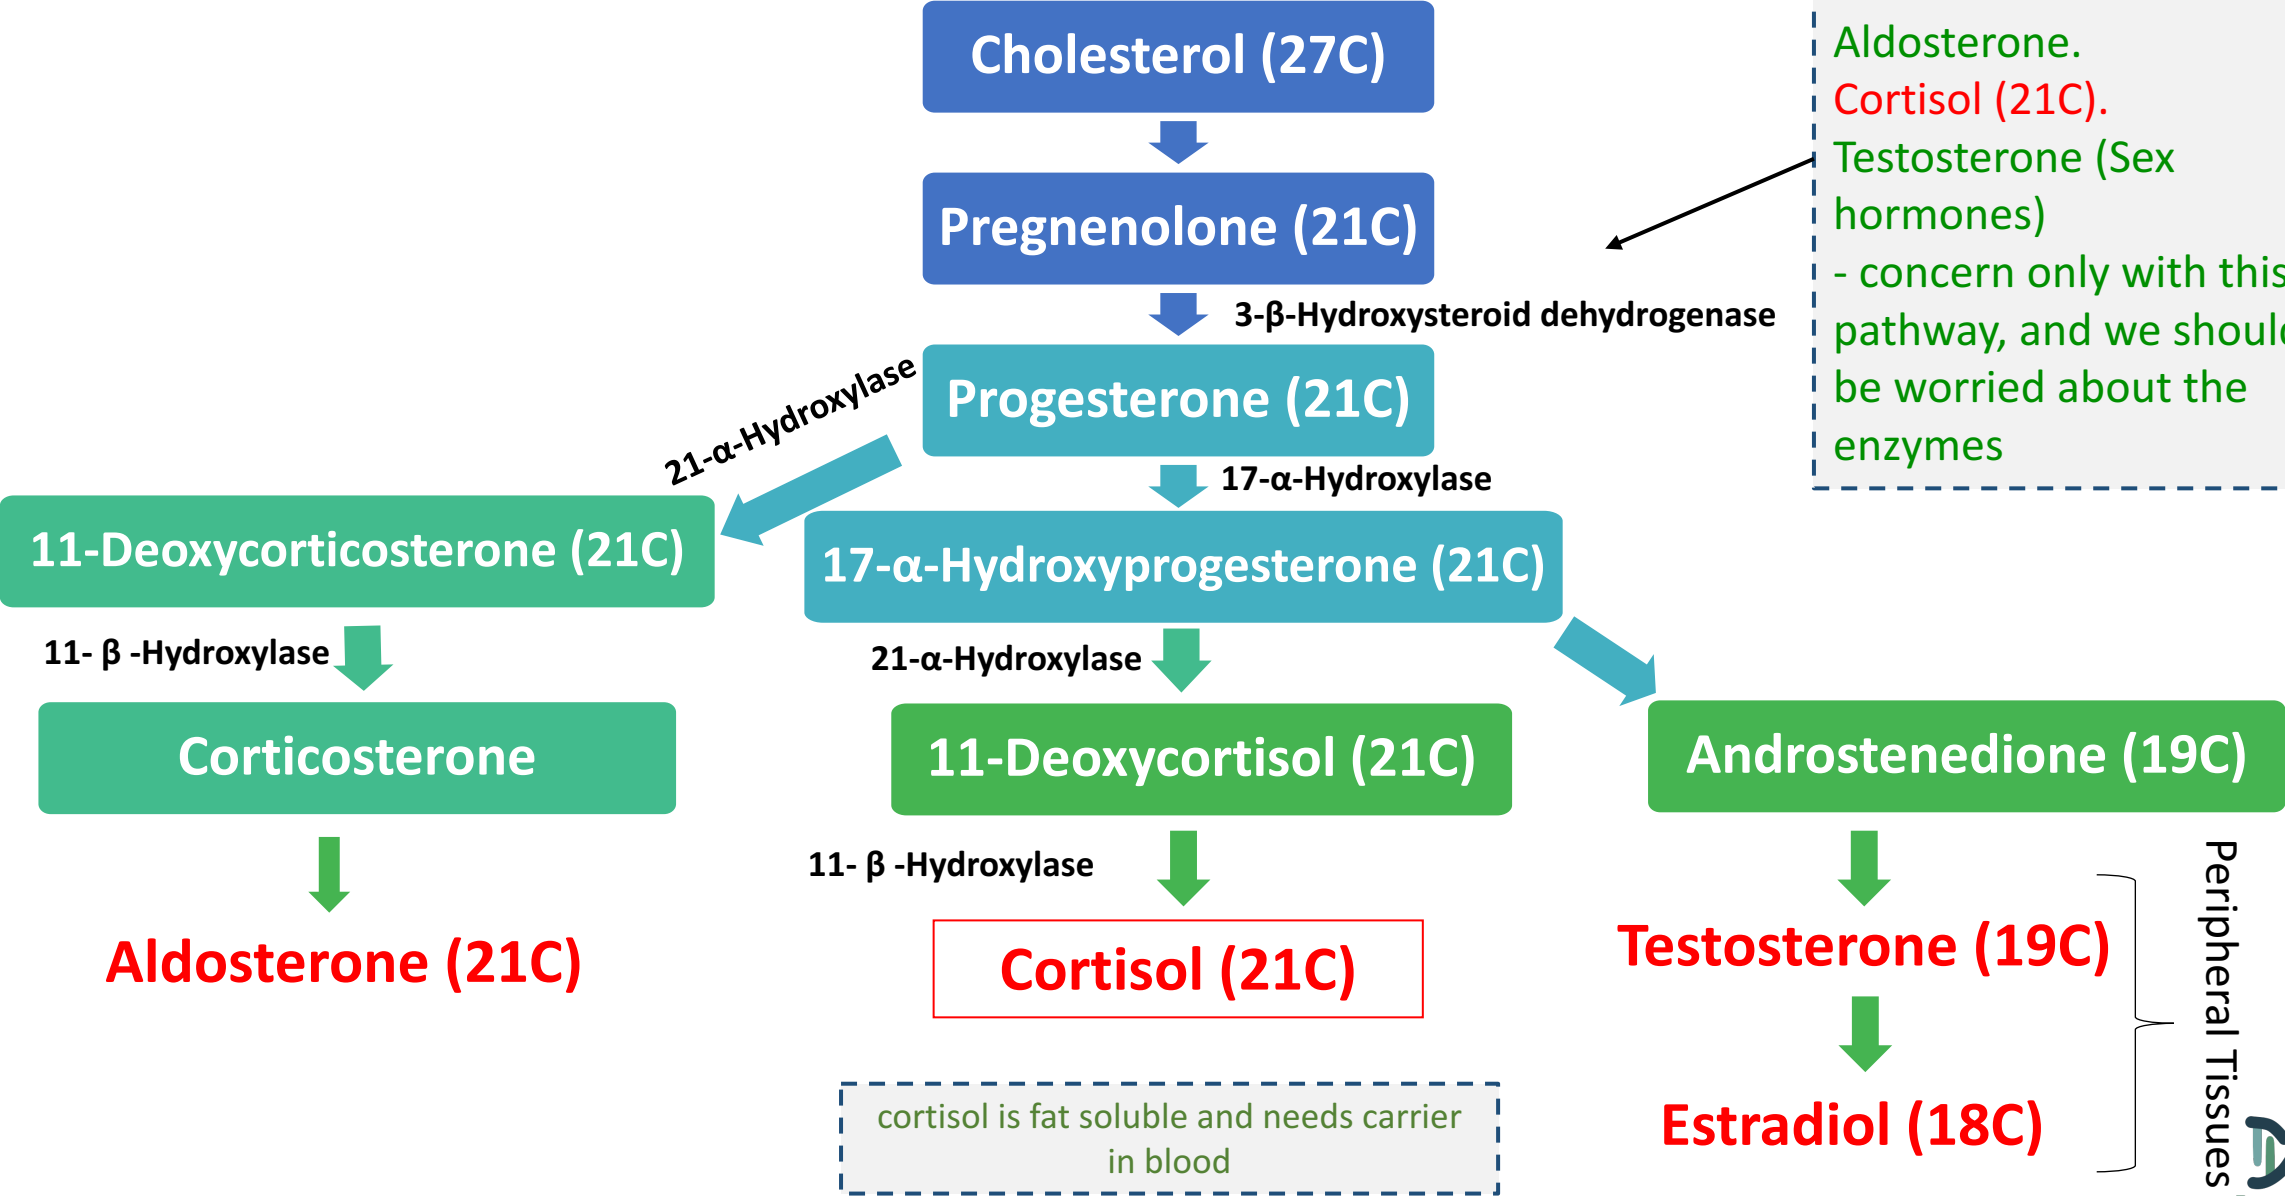 Cholesterol (27C)
Aldosterone.
Cortisol (21C).
Testosterone (Sex
hormones)
- concern only with this
pathway, and we should
be worried about the
enzymes
Pregnenolone (21C)
3-β-Hydroxysteroid dehydrogenase
Progesterone (21C)
21-α-Hydroxylase
17-α-Hydroxylase
11-Deoxycorticosterone (21C)
17-α-Hydroxyprogesterone (21C)
11- β -Hydroxylase
21-α-Hydroxylase
Corticosterone
11-Deoxycortisol (21C)
Androstenedione (19C)
11- β -Hydroxylase
Aldosterone (21C)
Cortisol (21C)
Testosterone (19C)
Peripheral Tissues
Estradiol (18C)
cortisol is fat soluble and needs carrier
in blood